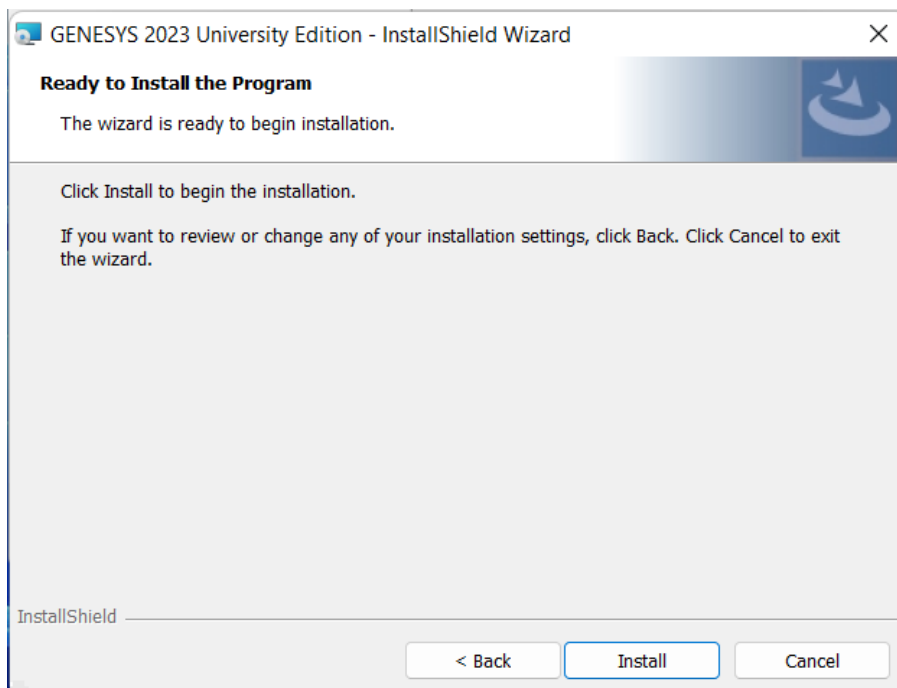 GENESYS 2023 University Edition - InstallShield Wizard
Ready to Install the Program
The wizard is ready to begin installation.
Click Install to begin the installation.
If you want to review or change any of your installation settings, click Back. Click Cancel to exit
the wizard.
InstallShield
< Back
Install
Cancel